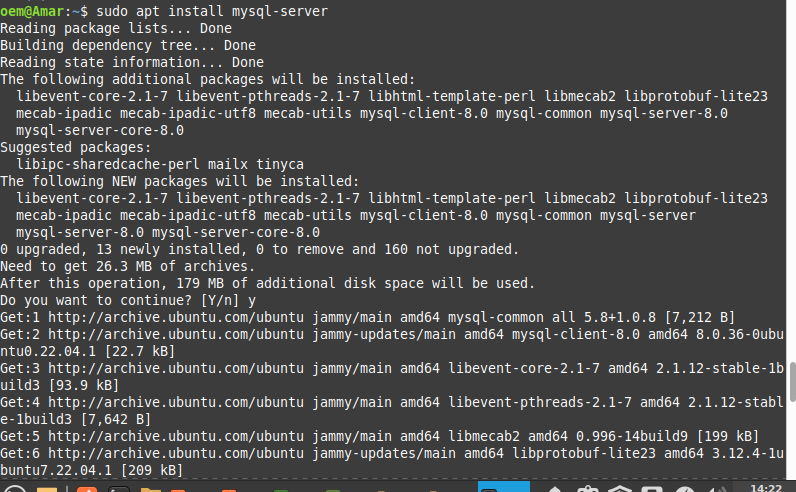 oem@Amar:~$ sudo apt install mysql-server
Reading package lists... Done
Building dependency tree... Done
Reading state information... Done
The following additional packages will be installed:
  libevent-core-2.1-7 libevent-pthreads-2.1-7 libhtml-template-perl libmecab2 libprotobuf-lite23
  mecab-ipadic mecab-ipadic-utf8 mecab-utils mysql-client-8.0 mysql-common mysql-server-8.0
  mysql-server-core-8.0
Suggested packages:
  libipc-sharedcache-perl mailx tinyca
The following NEW packages will be installed:
  libevent-core-2.1-7 libevent-pthreads-2.1-7 libhtml-template-perl libmecab2 libprotobuf-lite23
  mecab-ipadic mecab-ipadic-utf8 mecab-utils mysql-client-8.0 mysql-common mysql-server
  mysql-server-8.0 mysql-server-core-8.0
0 upgraded, 13 newly installed, 0 to remove and 160 not upgraded.
Need to get 26.3 MB of archives.
After this operation, 179 MB of additional disk space will be used.
Do you want to continue? [Y/n] y
Get:1 http://archive.ubuntu.com/ubuntu jammy/main amd64 mysql-common all 5.8+1.0.8 [7,212 B]
Get:2 http://archive.ubuntu.com/ubuntu jammy-updates/main amd64 mysql-client-8.0 amd64 8.0.36-0ubu
ntu0.22.04.1 [22.7 kB]
Get:3 http://archive.ubuntu.com/ubuntu jammy/main amd64 libevent-core-2.1-7 amd64 2.1.12-stable-1b
uild3 [93.9 kB]
Get:4 http://archive.ubuntu.com/ubuntu jammy/main amd64 libevent-pthreads-2.1-7 amd64 2.1.12-stabl
e-1build3 [7,642 B]
Get:5 http://archive.ubuntu.com/ubuntu jammy/main amd64 libmecab2 amd64 0.996-14build9 [199 kB]
Get:6 http://archive.ubuntu.com/ubuntu jammy-updates/main amd64 libprotobuf-lite23 amd64 3.12.4-1u
buntu7.22.04.1 [209 kB]
14:22